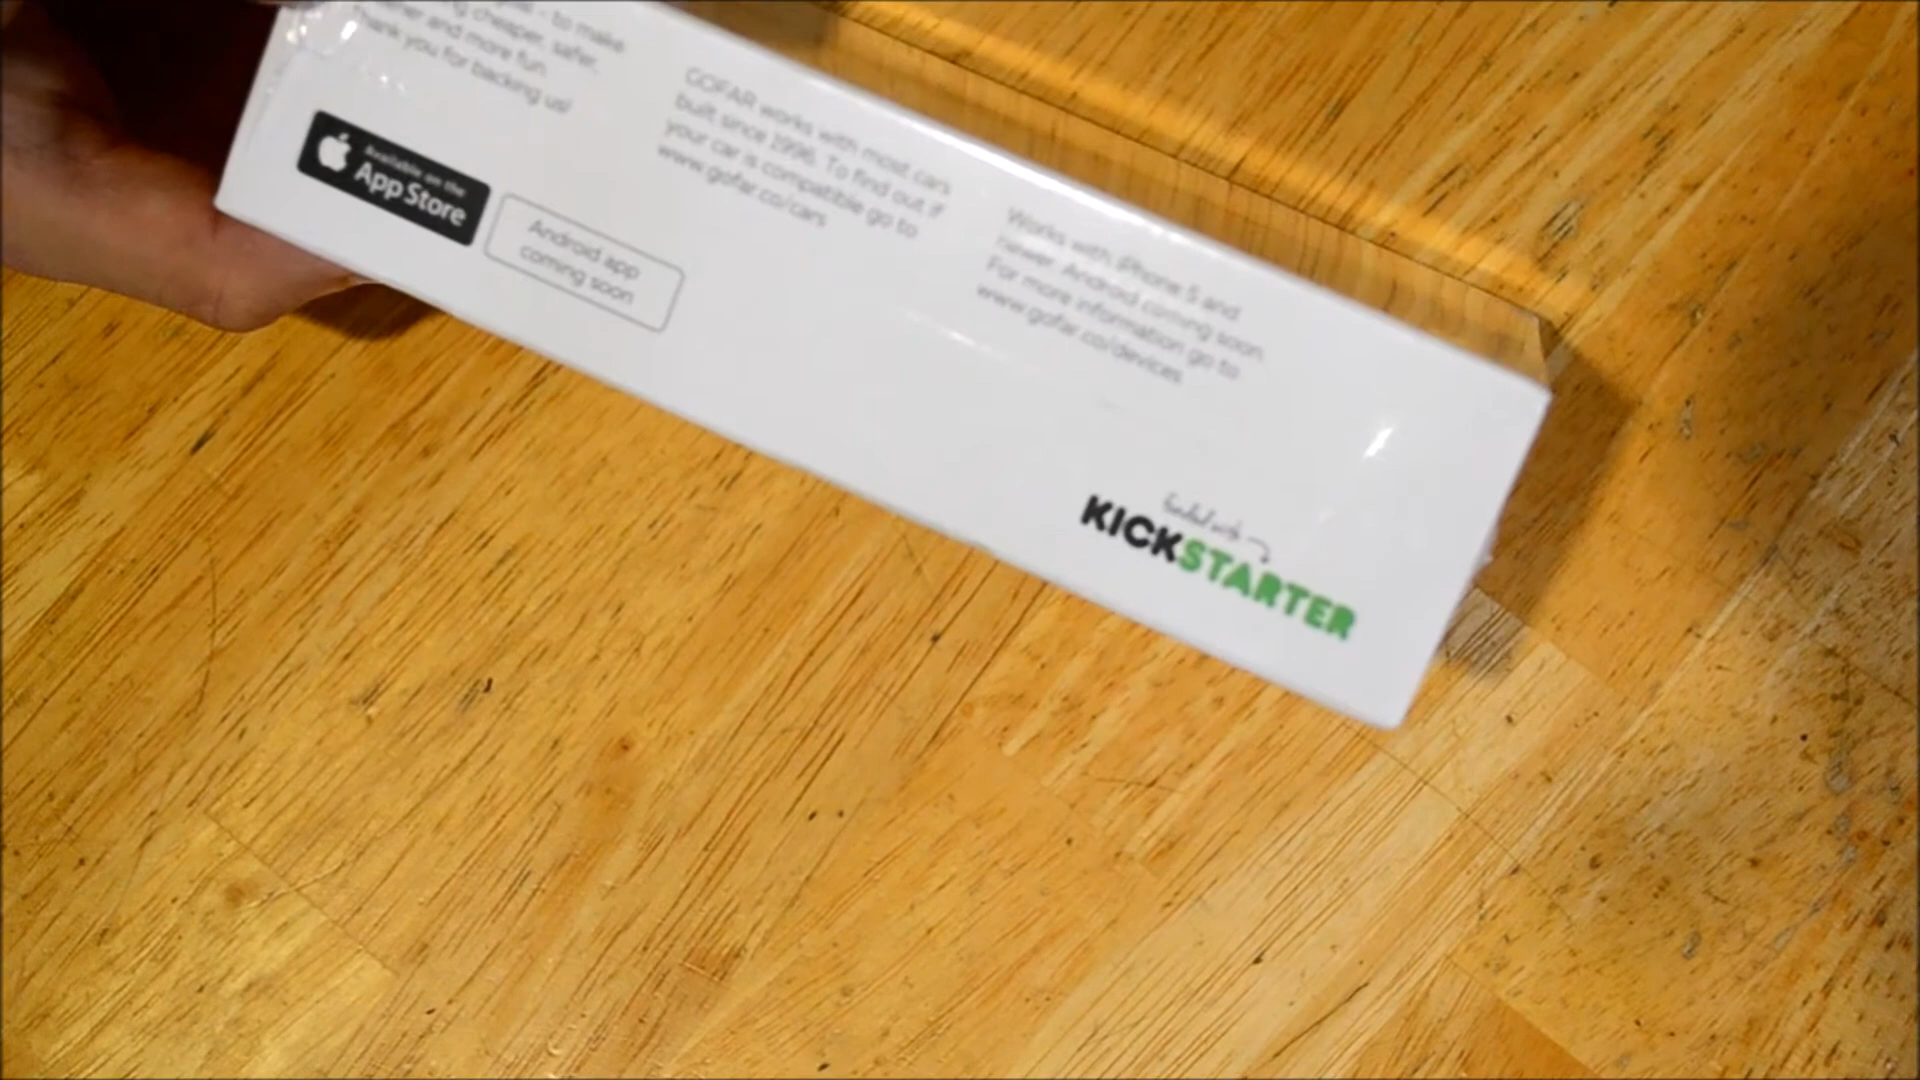 to make
cheaper, safer,
and more fun.
Thank you for backing us!
Available on the
App Store
Android app
coming soon
GOFAR works with most cars
built since 1996. To find out if
your car is compatible go to
www.gofar.co/cars
Works with iPhone 5 and
newer. Android coming soon.
For more information go to
www.gofar.co/devices
funded with
KICKSTARTER